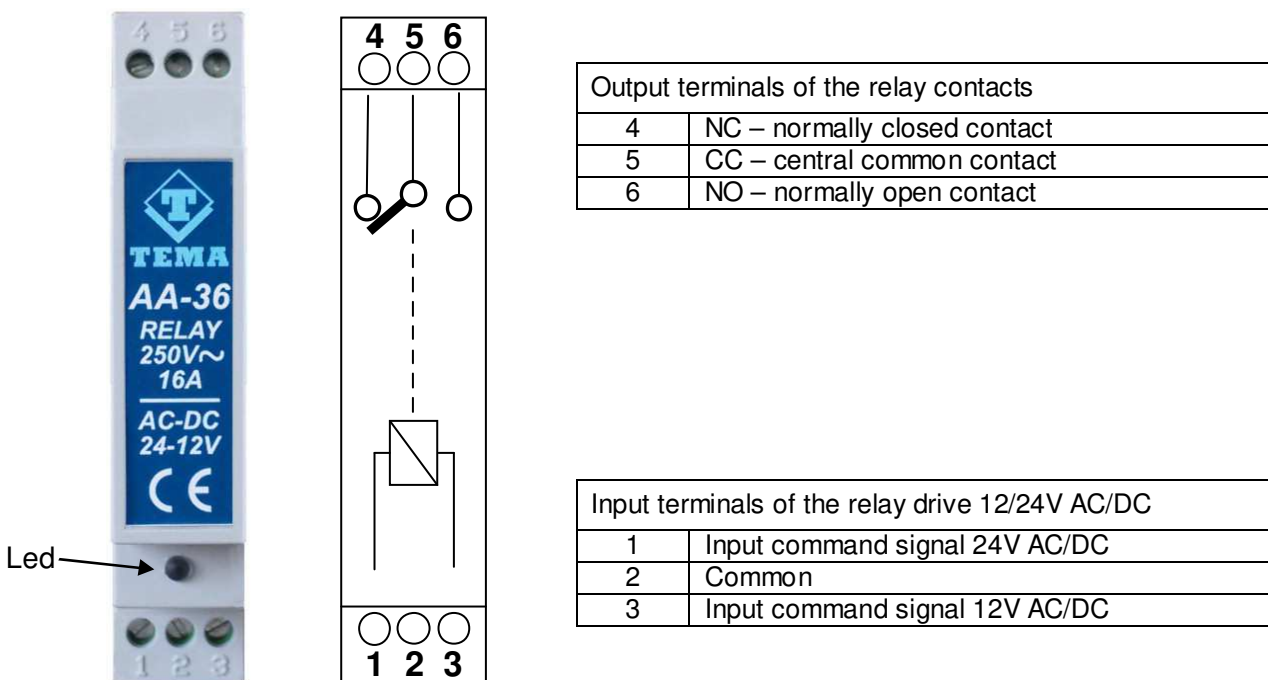 4 5 6
T
TEMA
AA-36
RELAY
250V~
16A
AC-DC
24-12V
CE
Led
1 2 3
4 5 6
1 2 3
Output terminals of the relay contacts
4 NC – normally closed contact
5 CC – central common contact
6 NO – normally open contact
Input terminals of the relay drive 12/24V AC/DC
1 Input command signal 24V AC/DC
2 Common
3 Input command signal 12V AC/DC